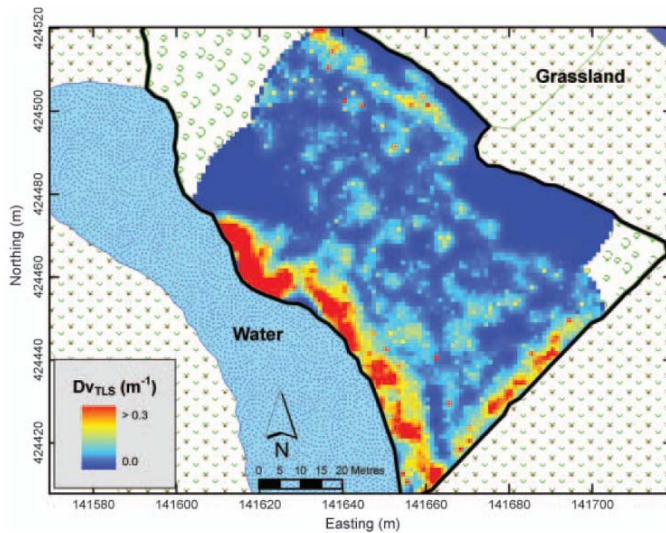 424520
424500
424480
424460
424440
424420
Northing (m)
Grassland
Water
DvTLS (m-1)
> 0.3
0.0
N
0 5 10 15 20 Metres
141580 141600 141620 141640 141660 141680 141700
Easting (m)